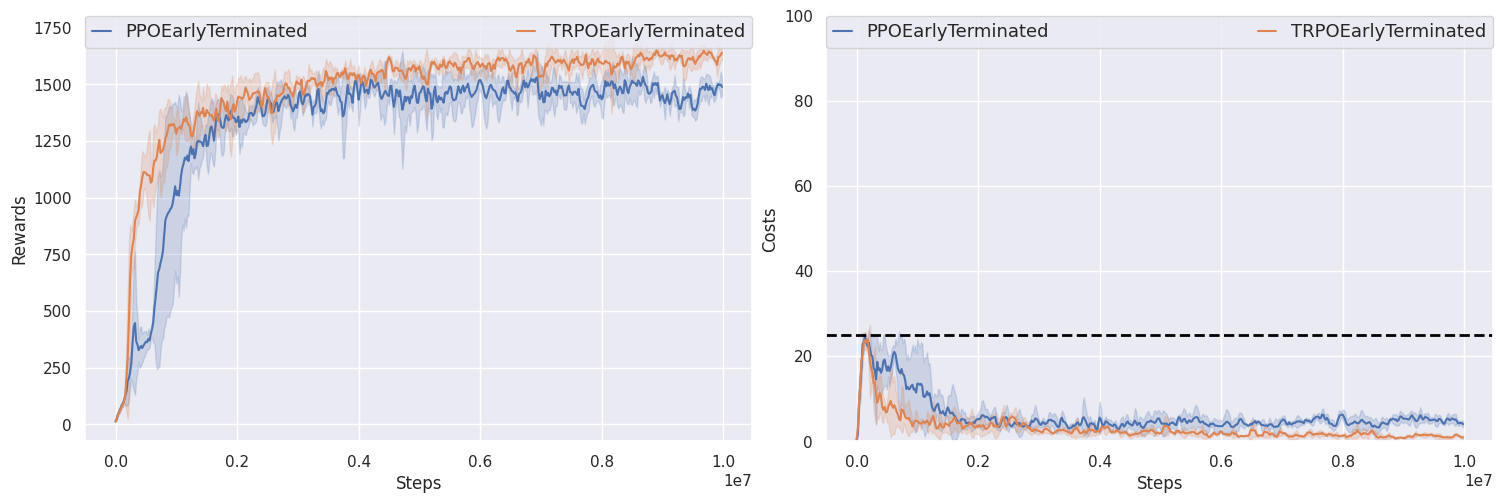 PPOEarlyTerminated TRPOEarlyTerminated
1750
1500
1250
1000
750
500
250
0
Rewards
0.0 0.2 0.4 0.6 0.8 1.0
1e7
Steps
PPOEarlyTerminated TRPOEarlyTerminated
100
80
60
40
20
0
Costs
0.0 0.2 0.4 0.6 0.8 1.0
1e7
Steps